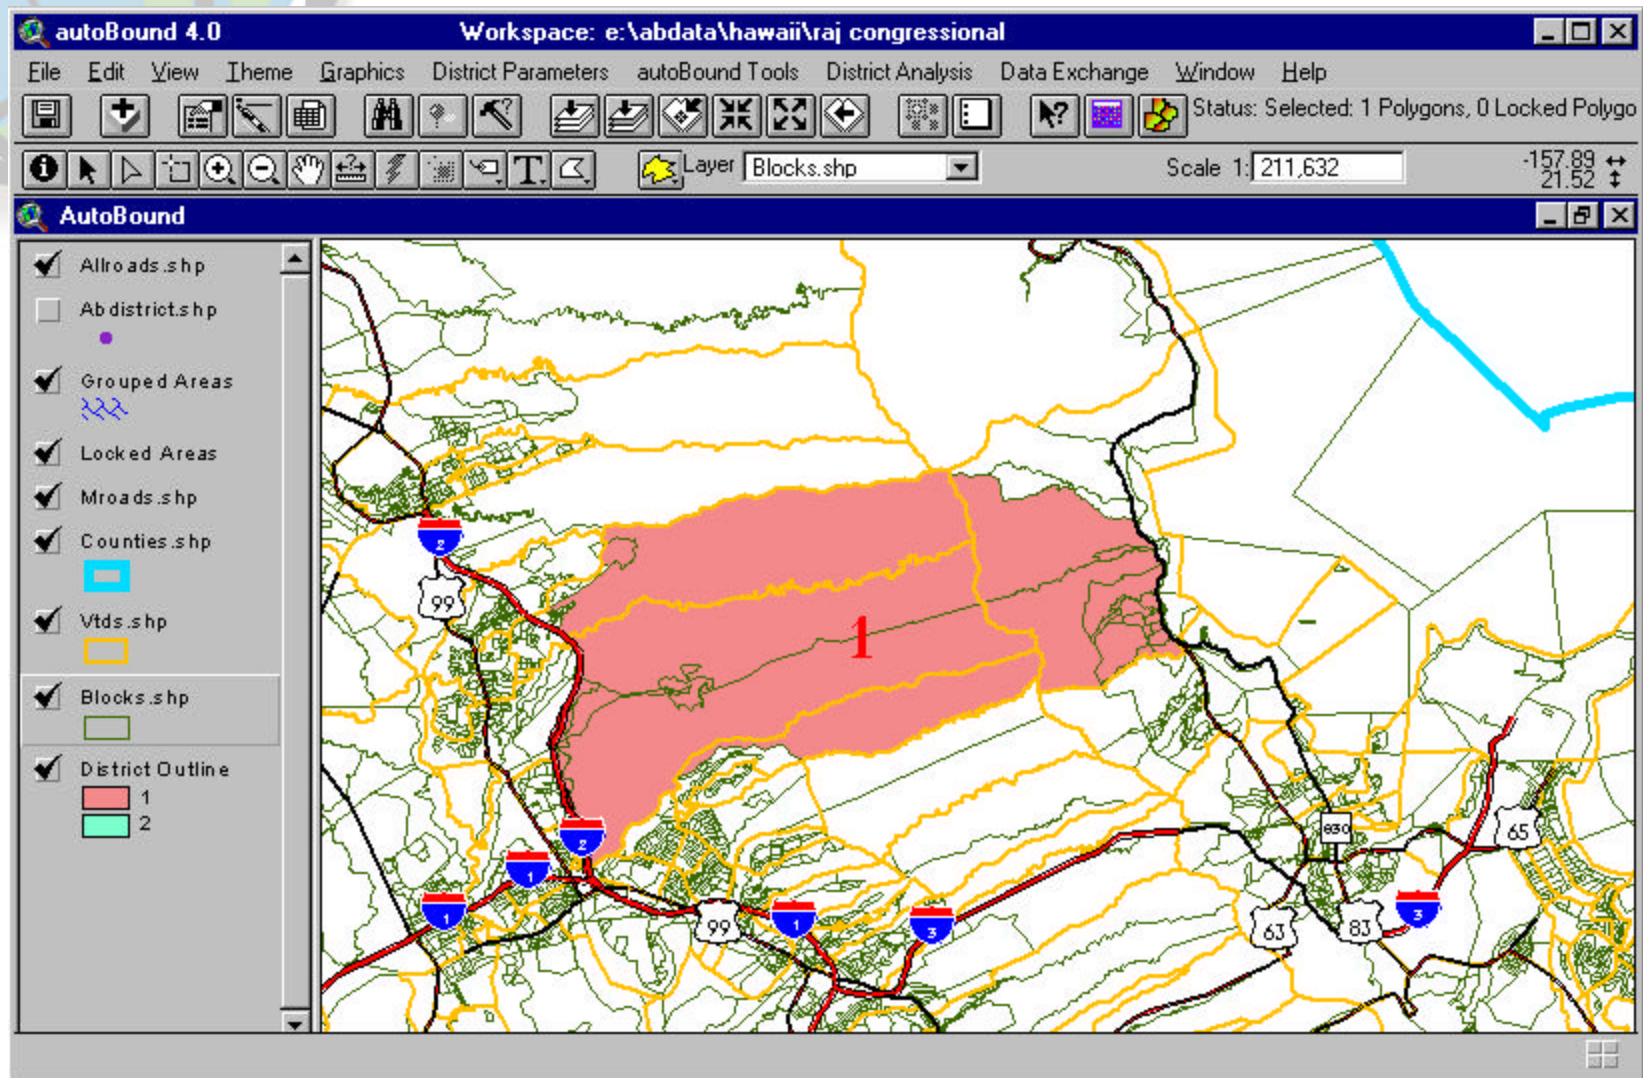 autoBound 4.0 Workspace: e:\abdata\hawaii\raj congressional
File Edit View Theme Graphics District Parameters autoBound Tools District Analysis Data Exchange Window Help
Status: Selected: 1 Polygons, 0 Locked Polygo
Layer Blocks.shp Scale 1: 211,632 -157.89
21.52
AutoBound
Allroads.shp
Abdistrict.shp
Grouped Areas
Locked Areas
Mroads.shp
Counties.shp
Vtds.shp
Blocks.shp
District Outline
1
2
2
99
1
2
1
1
99
1
3
63
830
83
3
65